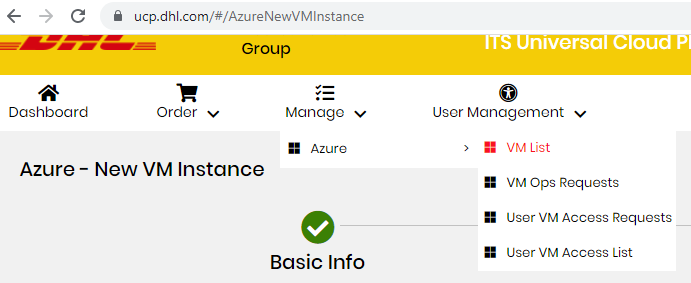 ucp.dhl.com/#/AzureNewVMInstance
DHL
Group
ITS Universal Cloud
Dashboard
Order
Manage
User Management
Azure
VM List
Azure - New VM Instance
VM Ops Requests
User VM Access Requests
User VM Access List
Basic Info